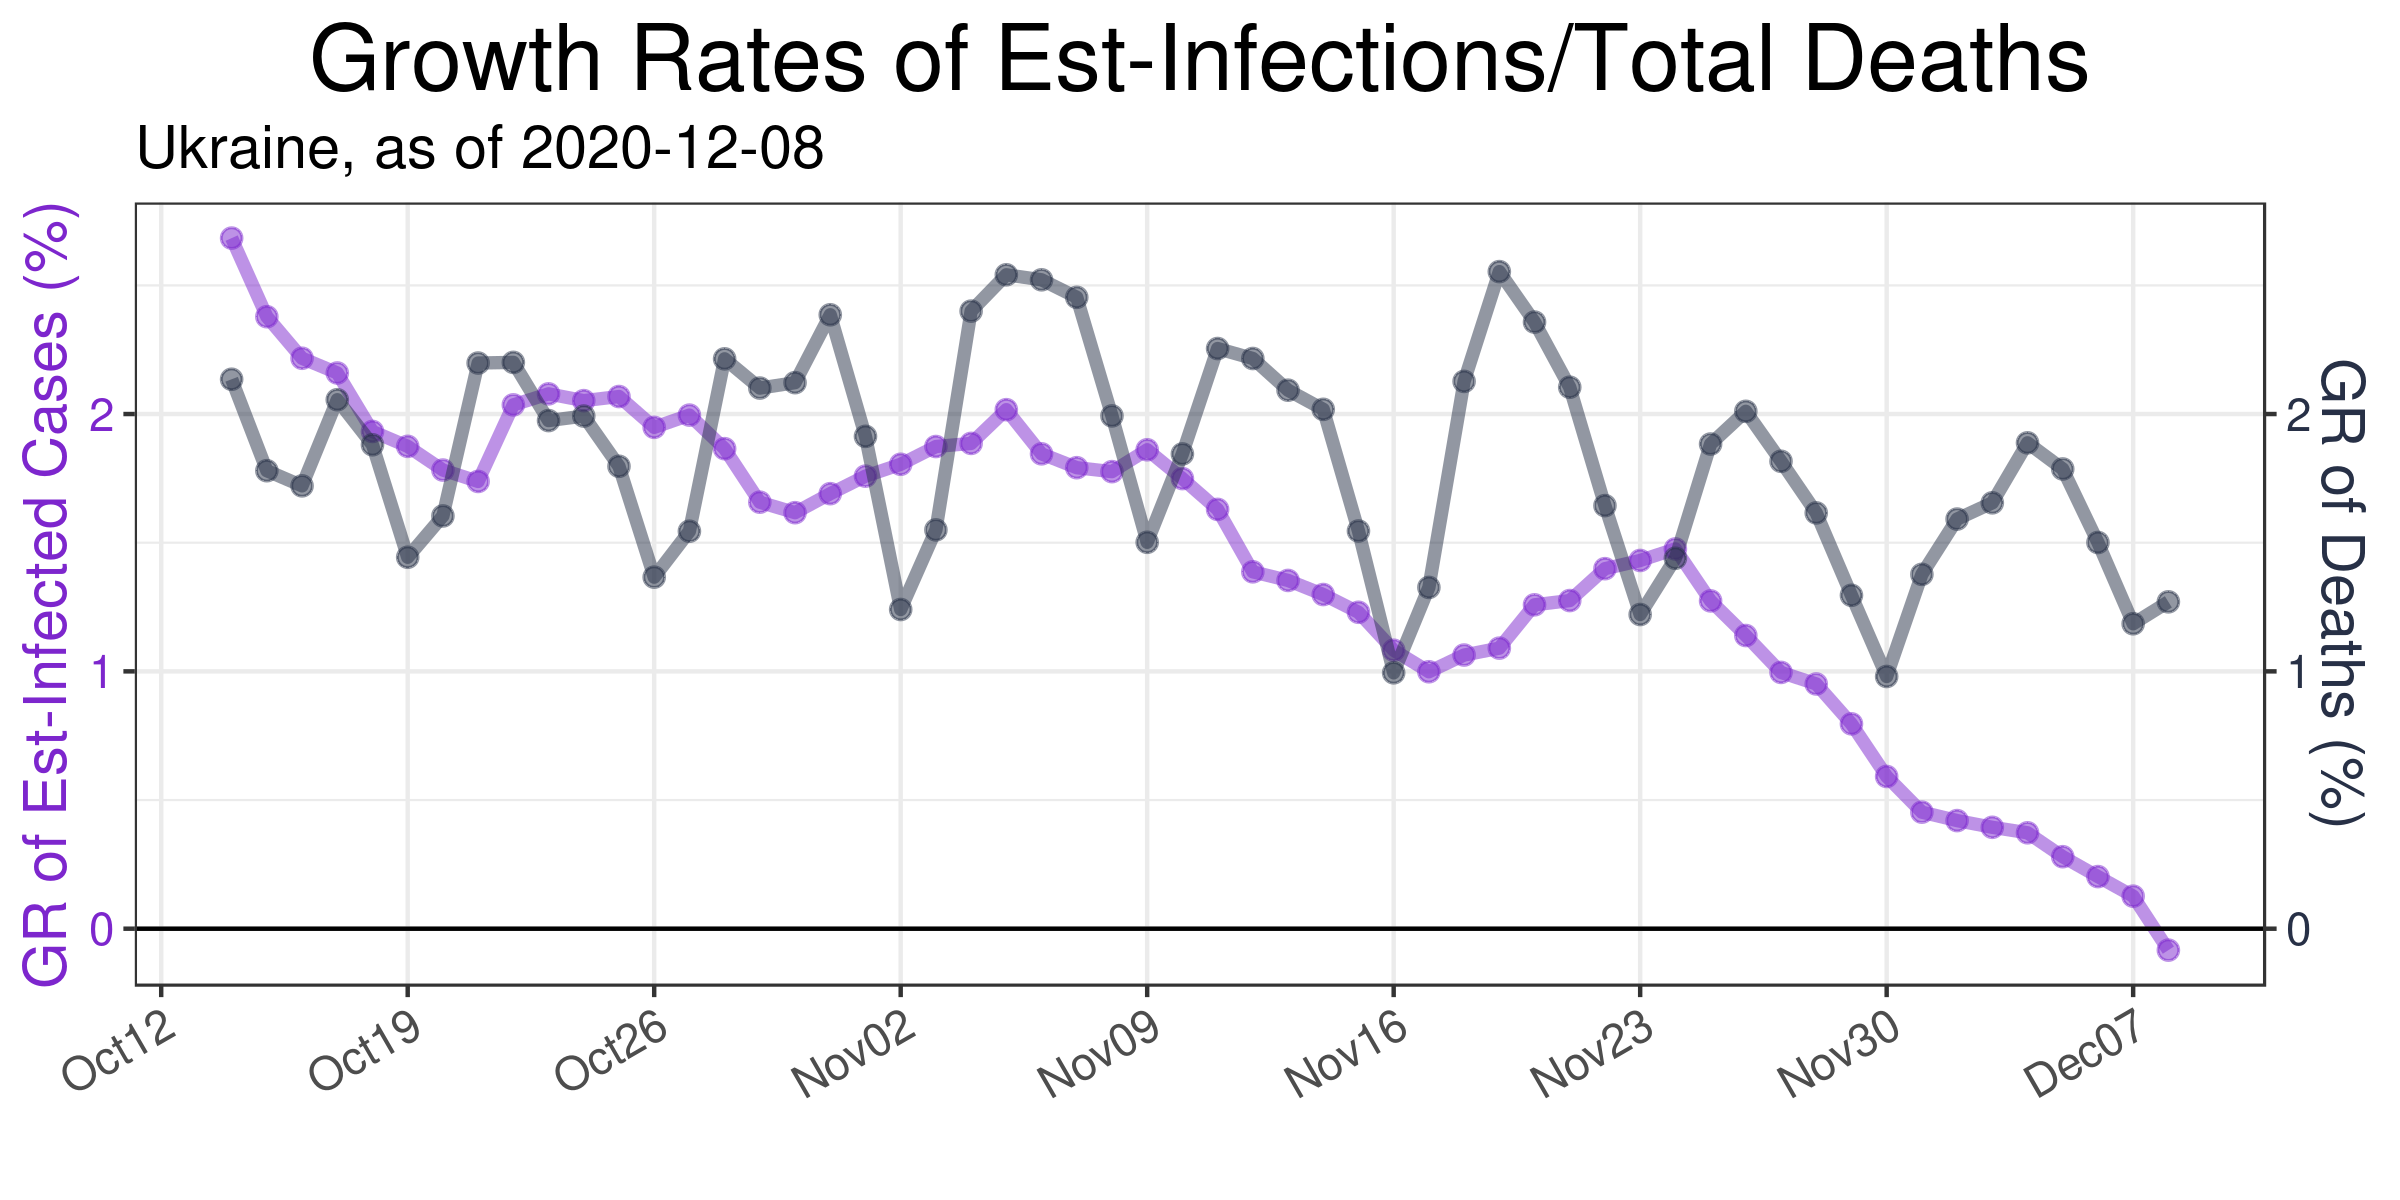 Growth Rates of Est-Infections/Total Deaths
Ukraine, as of 2020-12-08
GR of Est-Infected Cases (%)
2
1
0
GR of Deaths (%)
2
1
0
Oct12
Oct19
Oct26
Nov02
Nov09
Nov16
Nov23
Nov30
Dec07